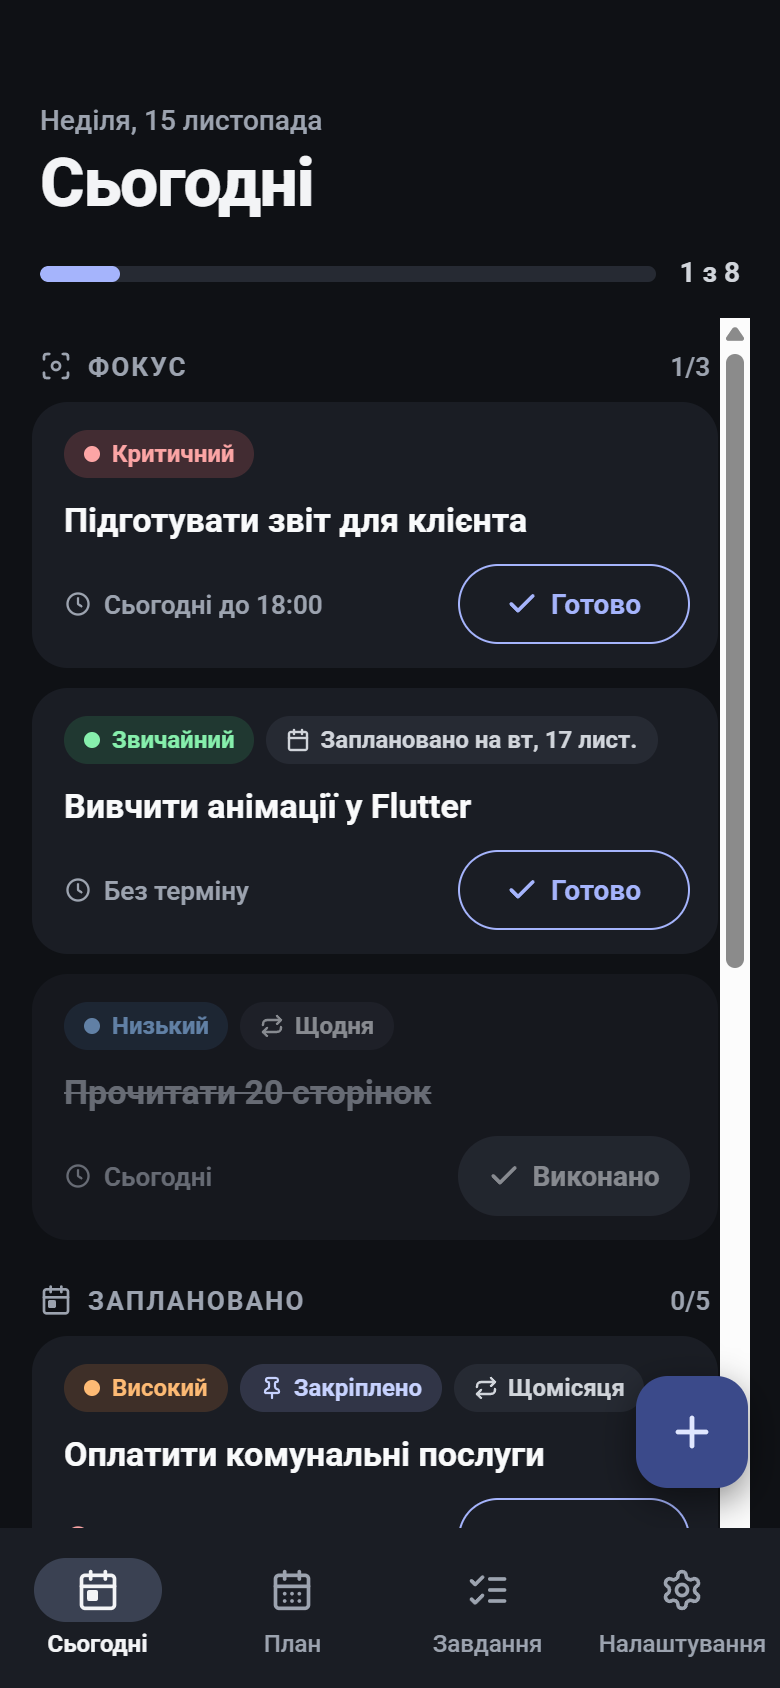 Неділя, 15 листопада
Сьогодні
1 з 8
ФОКУС 1/3
Критичний
Підготувати звіт для клієнта
Сьогодні до 18:00 Готово
Звичайний Заплановано на вт, 17 лист.
Вивчити анімації у Flutter
Без терміну Готово
Низький Щодня
Прочитати 20 сторінок
Сьогодні Виконано
ЗАПЛАНОВАНО 0/5
Високий Закріплено Щомісяця
Оплатити комунальні послуги
Сьогодні План Завдання Налаштування